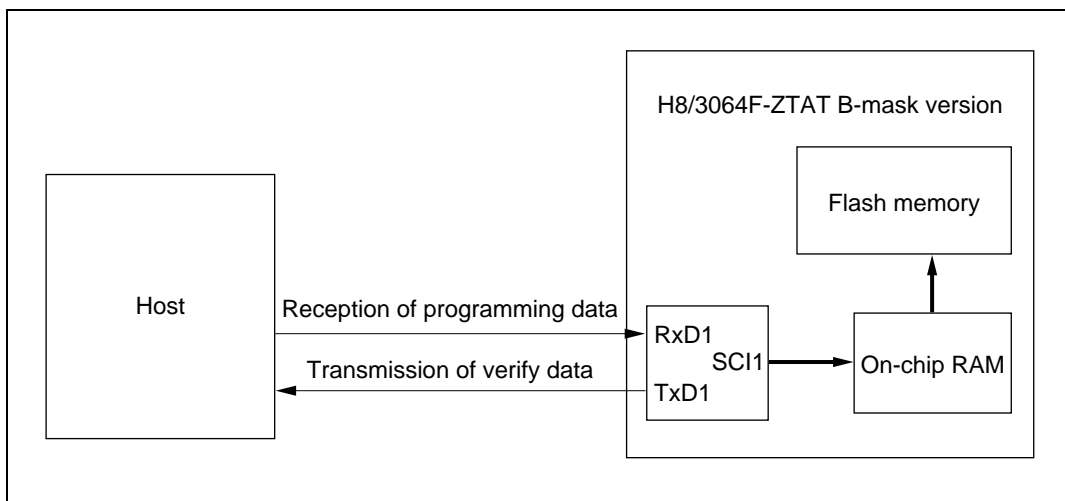 H8/3064F-ZTAT B-mask version
Flash memory
Host
Reception of programming data
RxD1
SCI1
On-chip RAM
Transmission of verify data
TxD1